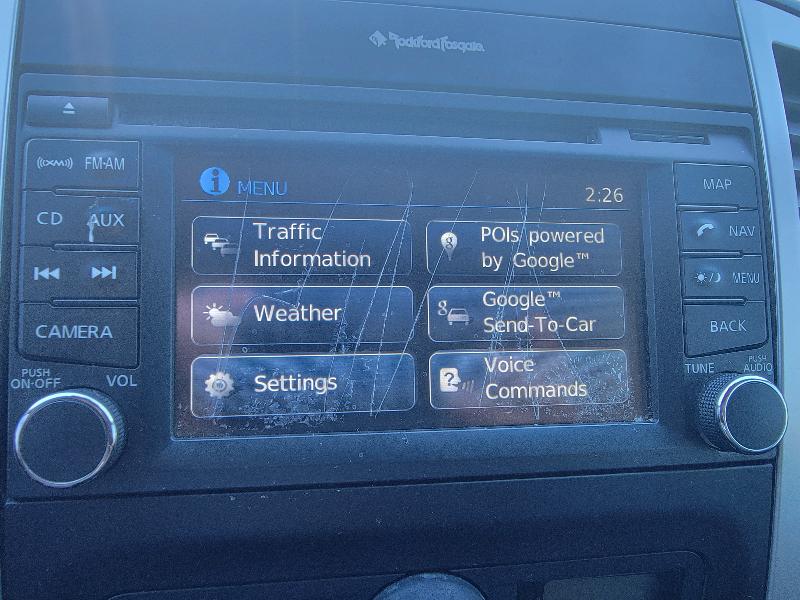 Rockford Fosgate
XM FM·AM
CD AUX
CAMERA
PUSH
ON·OFF VOL
i MENU 2:26
Traffic
Information
POIs powered
by Google™
Weather
Google™
Send-To-Car
Settings
Voice
Commands
MAP
NAV
MENU
BACK
TUNE PUSH
AUDIO